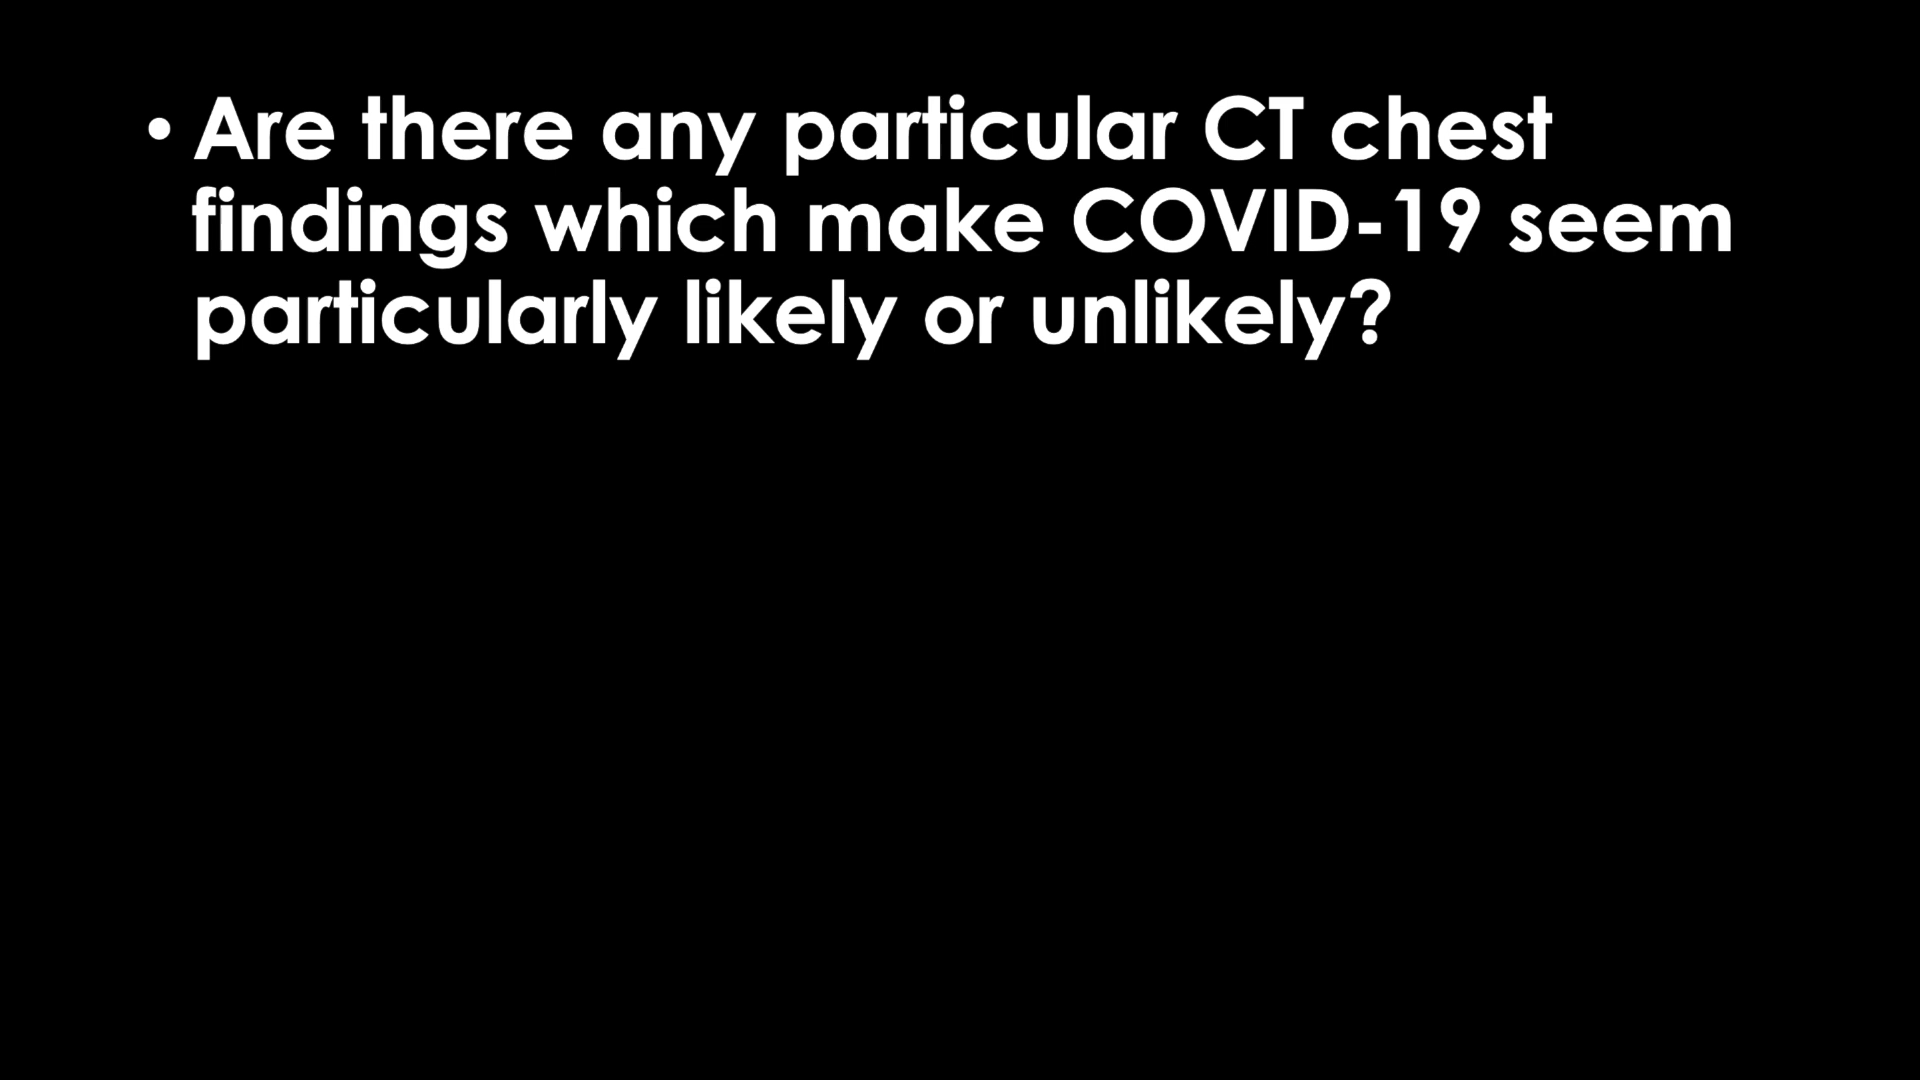 • Are there any particular CT chest
findings which make COVID-19 seem
particularly likely or unlikely?